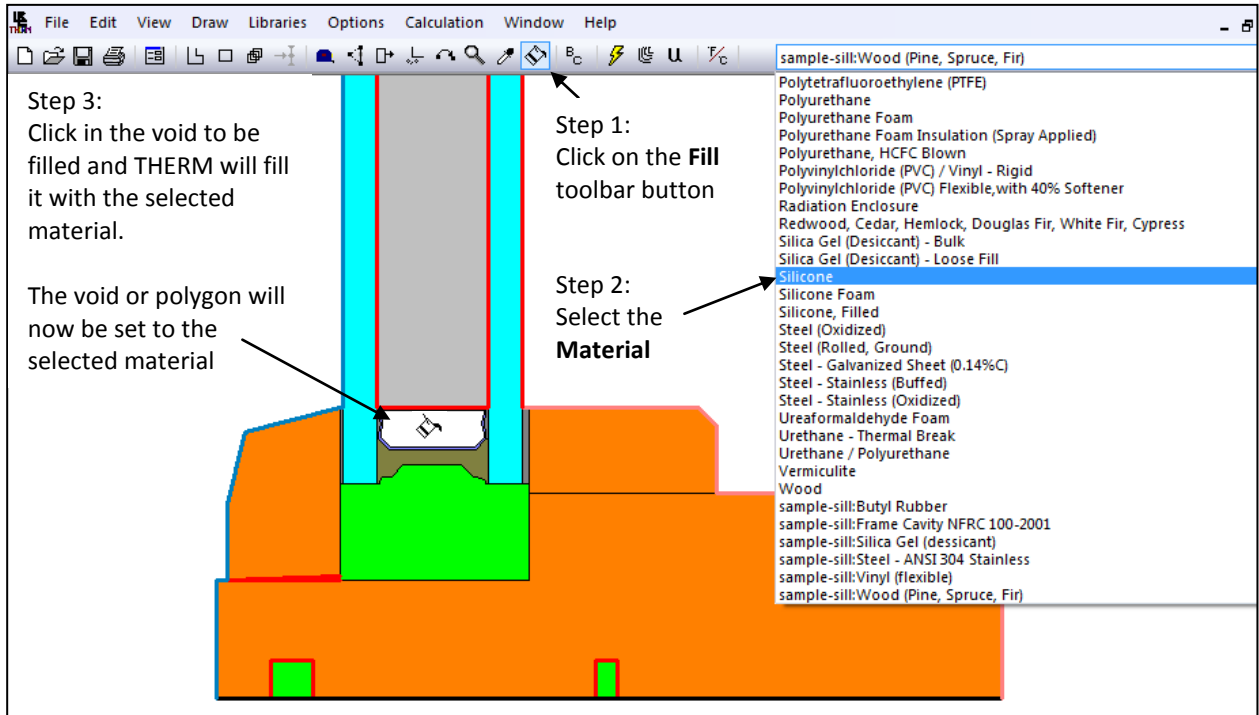 File Edit View Draw Libraries Options Calculation Window Help
THERM
B C U F/C
sample-sill:Wood (Pine, Spruce, Fir)
Step 3:
Click in the void to be
filled and THERM will fill
it with the selected
material.
The void or polygon will
now be set to the
selected material
Step 1:
Click on the Fill
toolbar button
Step 2:
Select the
Material
Polytetrafluoroethylene (PTFE)
Polyurethane
Polyurethane Foam
Polyurethane Foam Insulation (Spray Applied)
Polyurethane, HCFC Blown
Polyvinylchloride (PVC) / Vinyl - Rigid
Polyvinylchloride (PVC) Flexible,with 40% Softener
Radiation Enclosure
Redwood, Cedar, Hemlock, Douglas Fir, White Fir, Cypress
Silica Gel (Desiccant) - Bulk
Silica Gel (Desiccant) - Loose Fill
Silicone
Silicone Foam
Silicone, Filled
Steel (Oxidized)
Steel (Rolled, Ground)
Steel - Galvanized Sheet (0.14%C)
Steel - Stainless (Buffed)
Steel - Stainless (Oxidized)
Ureaformaldehyde Foam
Urethane - Thermal Break
Urethane / Polyurethane
Vermiculite
Wood
sample-sill:Butyl Rubber
sample-sill:Frame Cavity NFRC 100-2001
sample-sill:Silica Gel (dessicant)
sample-sill:Steel - ANSI 304 Stainless
sample-sill:Vinyl (flexible)
sample-sill:Wood (Pine, Spruce, Fir)